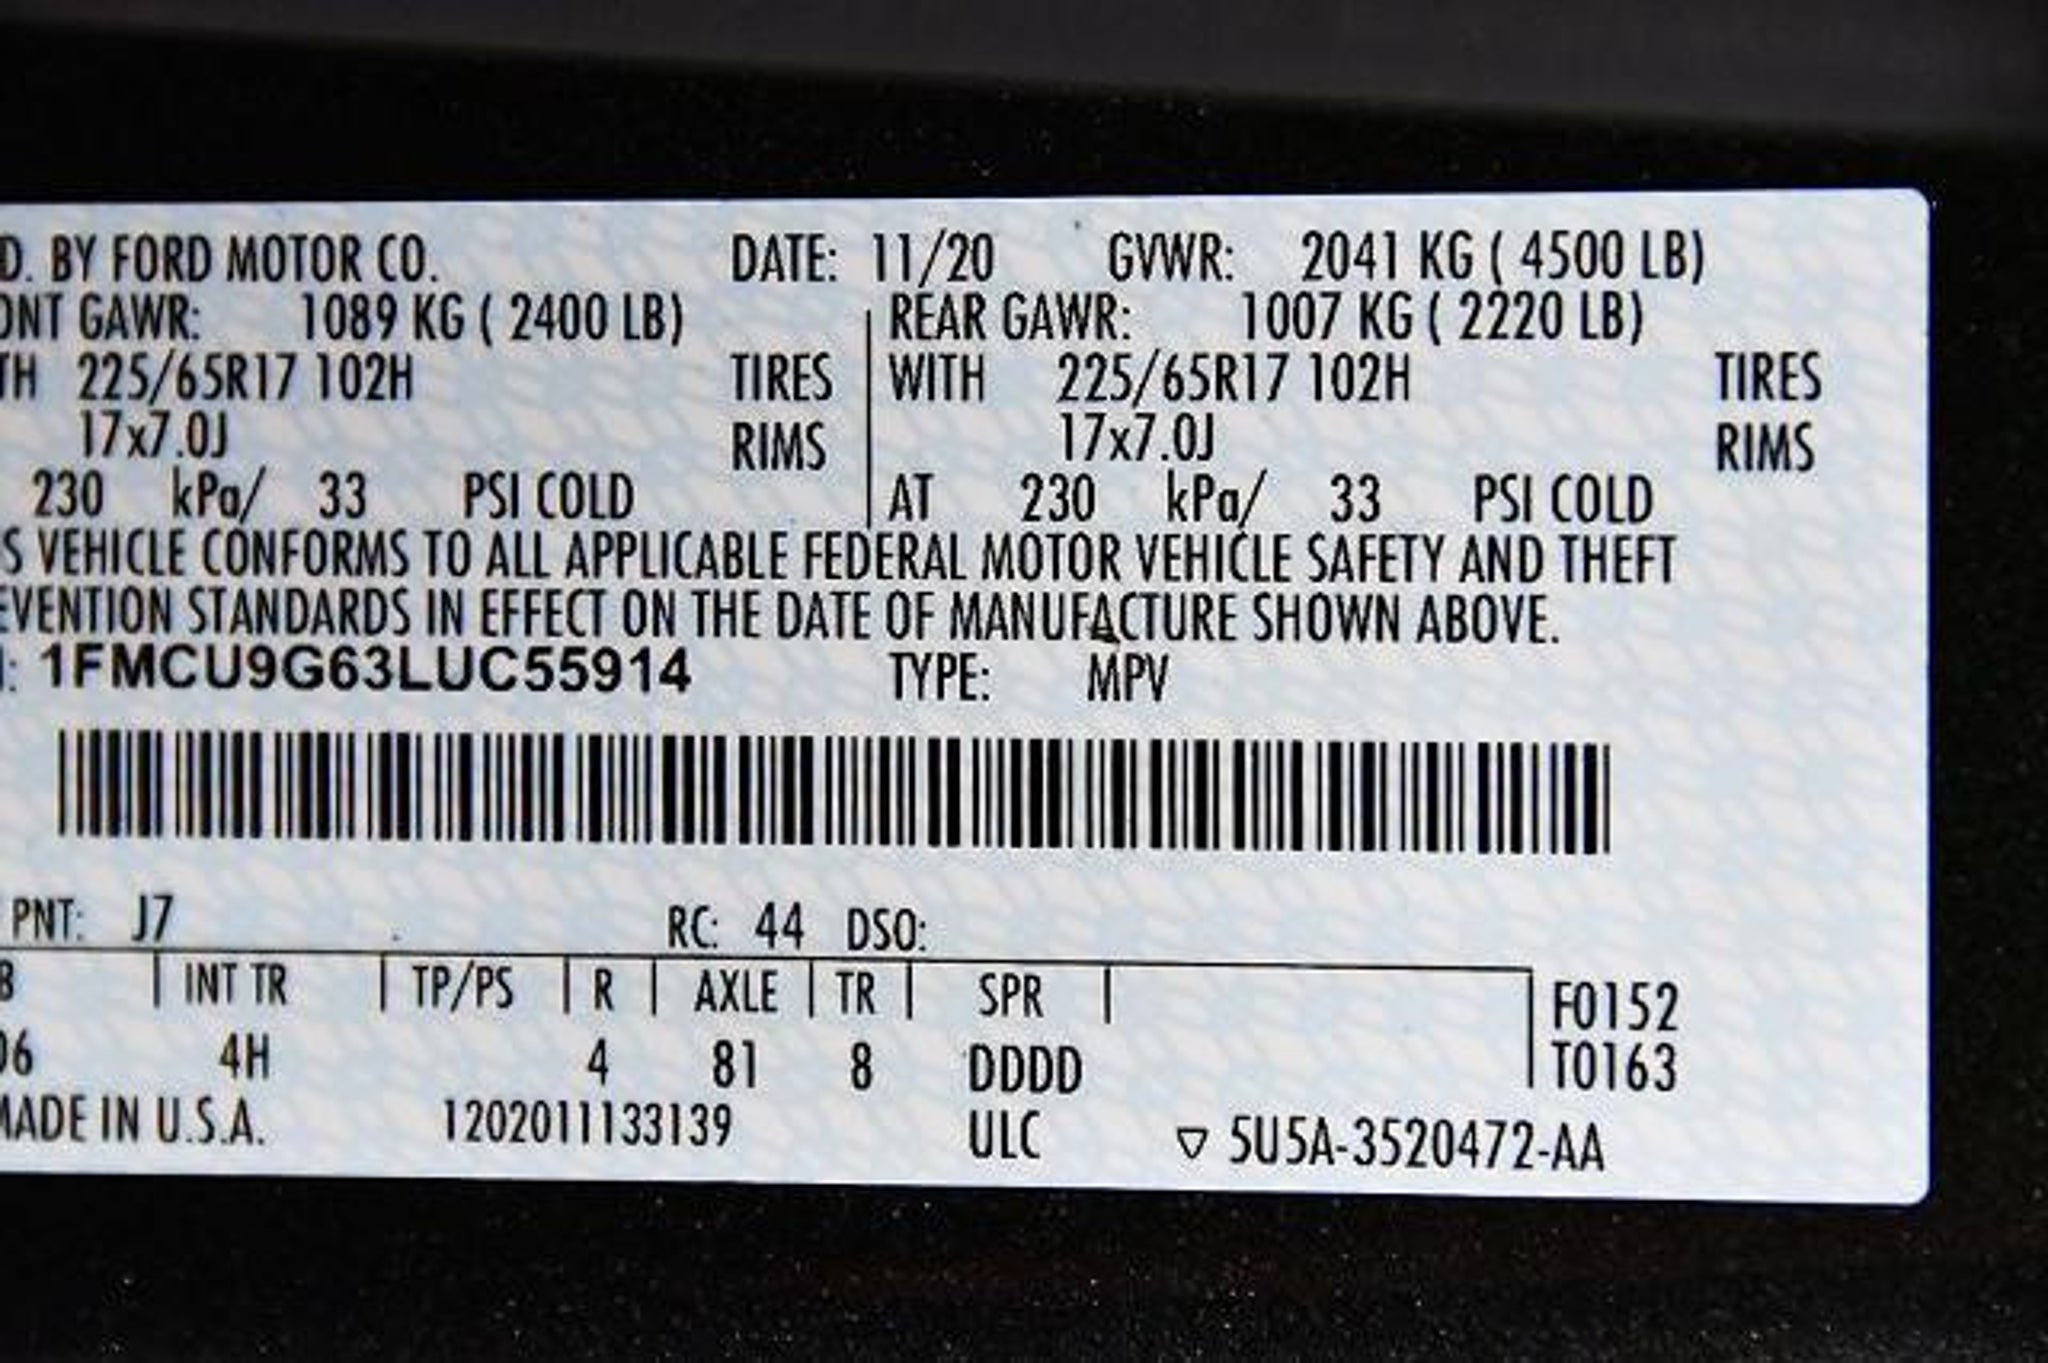 D. BY FORD MOTOR CO. DATE: 11/20 GVWR: 2041 KG ( 4500 LB)
ONT GAWR: 1089 KG ( 2400 LB) REAR GAWR: 1007 KG ( 2220 LB)
TH 225/65R17 102H TIRES WITH 225/65R17 102H TIRES
17x7.0J RIMS 17x7.0J RIMS
230 kPa/ 33 PSI COLD AT 230 kPa/ 33 PSI COLD
S VEHICLE CONFORMS TO ALL APPLICABLE FEDERAL MOTOR VEHICLE SAFETY AND THEFT
EVENTION STANDARDS IN EFFECT ON THE DATE OF MANUFACTURE SHOWN ABOVE.
: 1FMCU9G63LUC55914 TYPE: MPV
PNT: J7 RC: 44 DSO:
B INT TR TP/PS R AXLE TR SPR F0152
06 4H 4 81 8 DDDD T0163
MADE IN U.S.A. 1202011133139 ULC ▽ 5U5A-3520472-AA